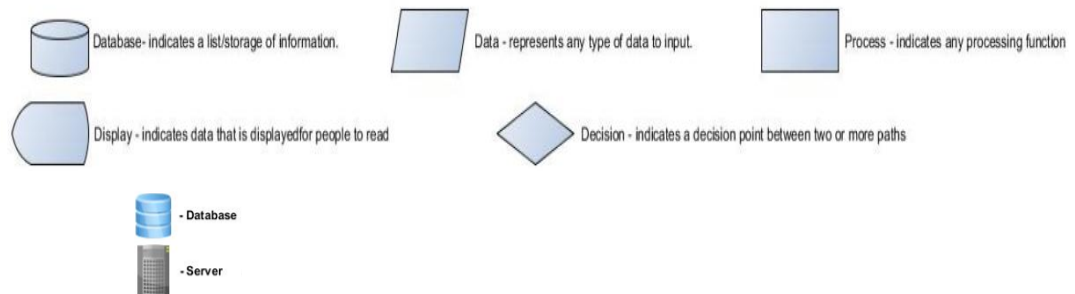 Database- indicates a list/storage of information.
Data - represents any type of data to input.
Process - indicates any processing function
Display - indicates data that is displayedfor people to read
Decision - indicates a decision point between two or more paths
- Database
- Server